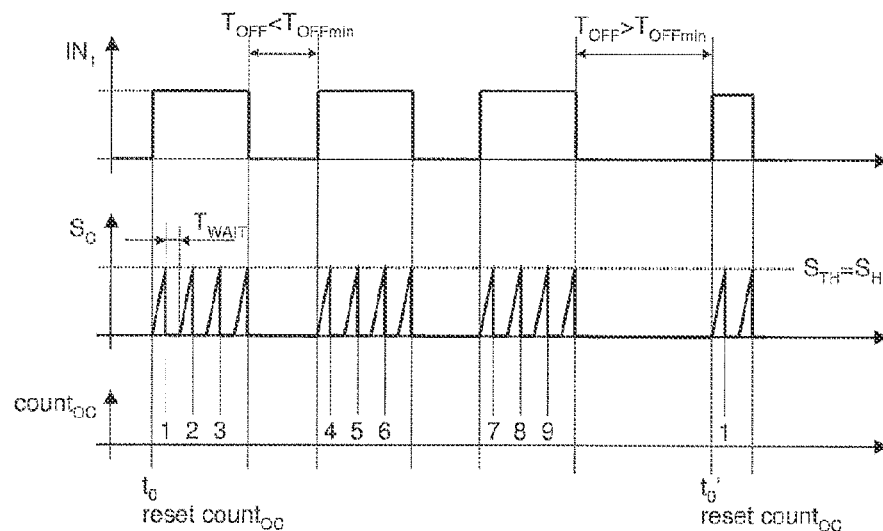 T_OFF<T_OFFmin
T_OFF>T_OFFmin
IN_1
S_C
T_WAIT
S_TH=S_H
count_OC
1 2 3 4 5 6 7 8 9 1
t_0
t_0'
reset count_OC
reset count_OC